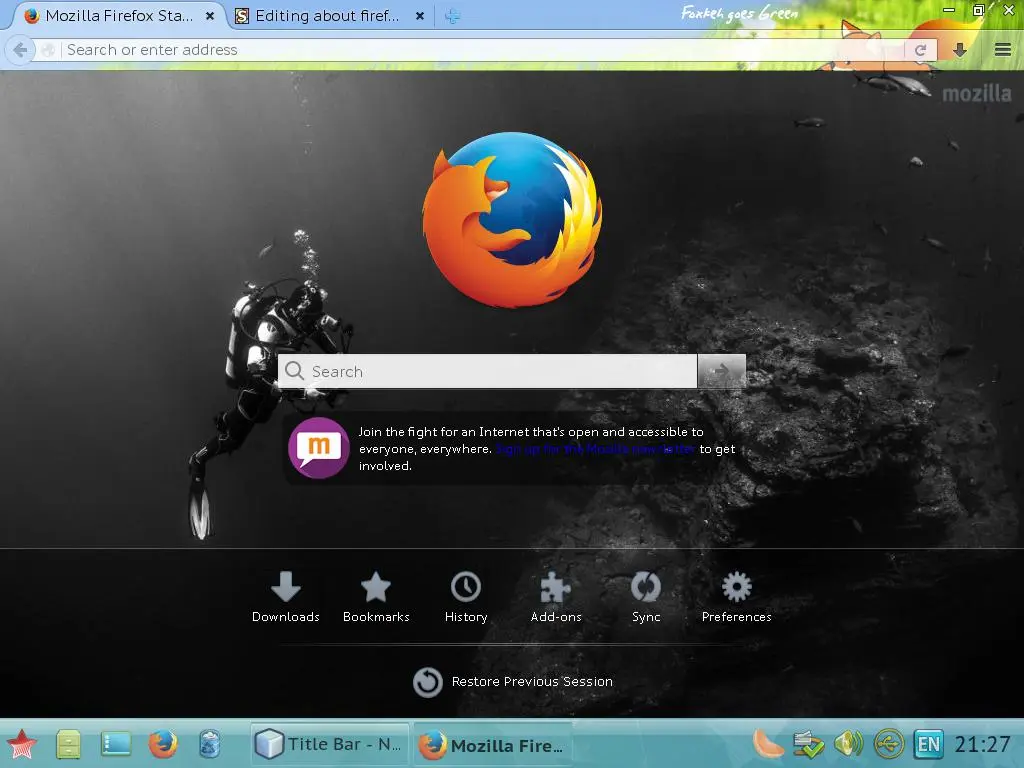 Mozilla Firefox Sta...
Editing about firef...
Foxkeh goes Green
Search or enter address
mozilla
Search
m
Join the fight for an Internet that's open and accessible to
everyone, everywhere. Sign up for the Mozilla newsletter to get
involved.
Downloads
Bookmarks
History
Add-ons
Sync
Preferences
Restore Previous Session
Title Bar - N...
Mozilla Fire...
EN
21:27